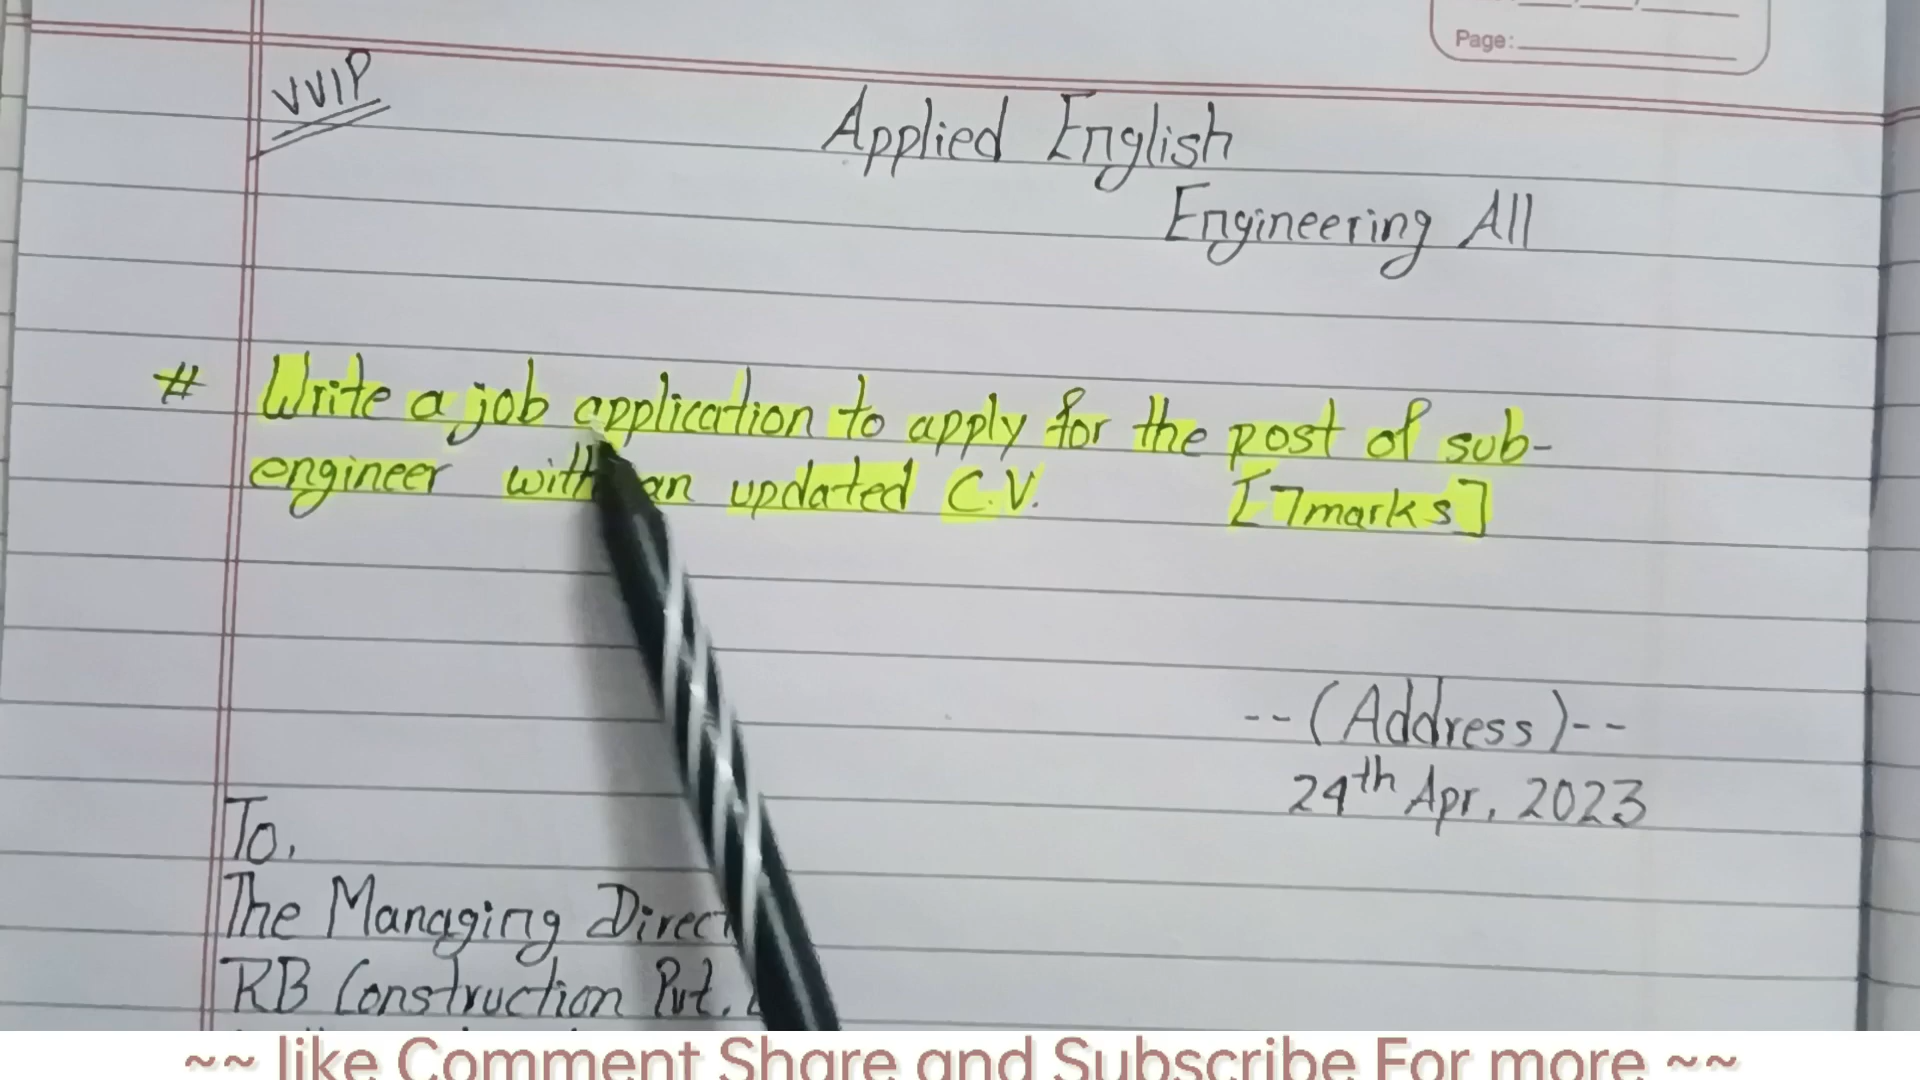 Page:
VVIP
Applied English
Engineering All
# Write a job application to apply for the post of sub-
engineer with an updated C.V. [7marks]
--(Address)--
24th Apr, 2023
To,
The Managing
RB Construction Pvt.
~~ like Comment Share and Subscribe For more ~~